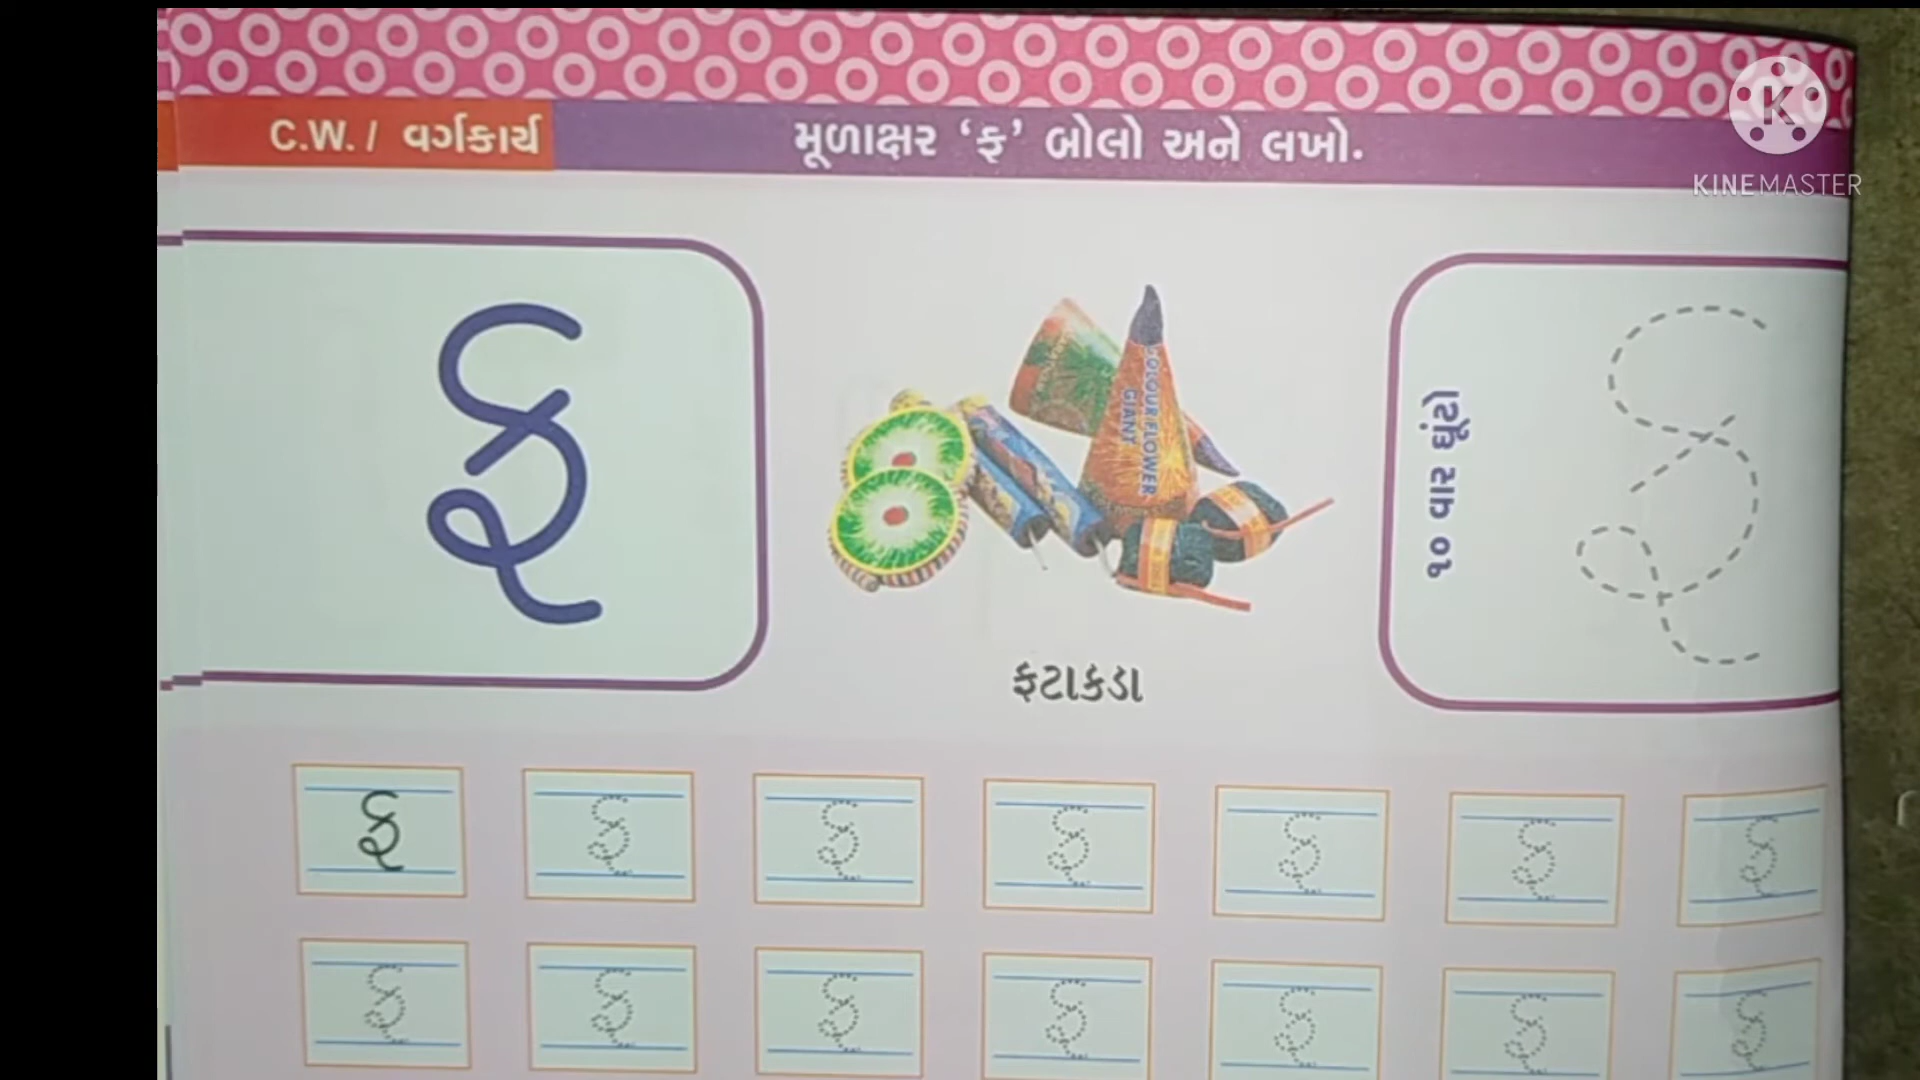 C.W. / વર્ગકાર્ય
મૂળાક્ષર ‘ફ’ બોલો અને લખો.
KINEMASTER
ફ
COLOUR FLOWER
GIANT
૧૦ વાર ઘૂંટો
ફ
ફટાકડા
ફ ફ ફ ફ ફ ફ ફ
ફ ફ ફ ફ ફ ફ ફ